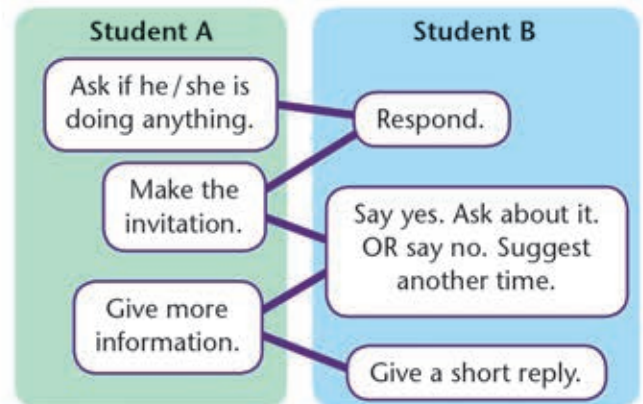 Student A
Student B
Ask if he/she is
doing anything.
Respond.
Make the
invitation.
Say yes. Ask about it.
OR say no. Suggest
another time.
Give more
information.
Give a short reply.